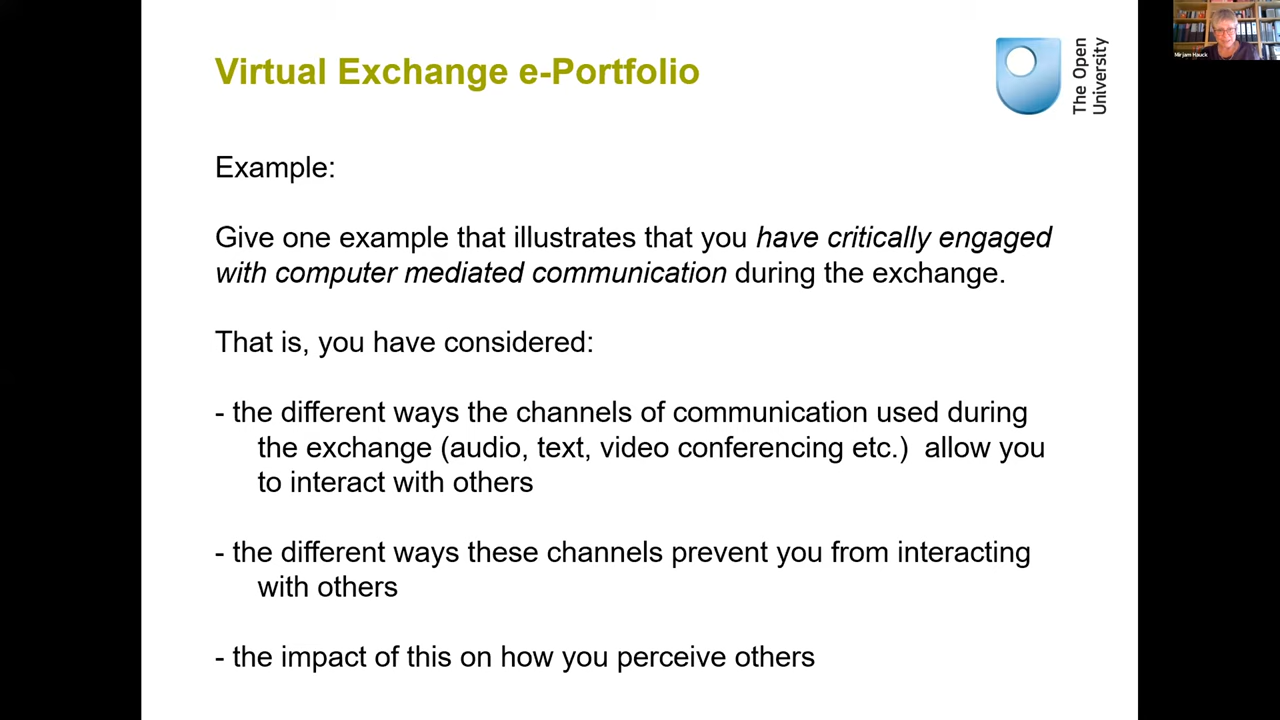 Virtual Exchange e-Portfolio
The Open
University
Mirjam Hauck
Example:
Give one example that illustrates that you have critically engaged
with computer mediated communication during the exchange.
That is, you have considered:
- the different ways the channels of communication used during
the exchange (audio, text, video conferencing etc.) allow you
to interact with others
- the different ways these channels prevent you from interacting
with others
- the impact of this on how you perceive others